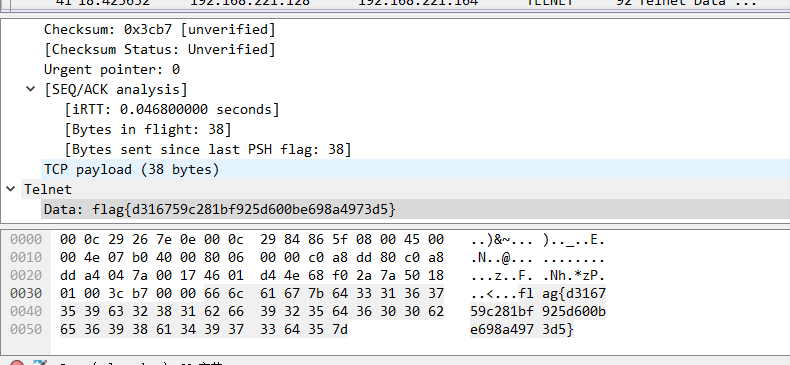 41 18.425652 192.168.221.128 192.168.221.164 TELNET 92 Telnet Data ...
Checksum: 0x3cb7 [unverified]
[Checksum Status: Unverified]
Urgent pointer: 0
[SEQ/ACK analysis]
[iRTT: 0.046800000 seconds]
[Bytes in flight: 38]
[Bytes sent since last PSH flag: 38]
TCP payload (38 bytes)
Telnet
Data: flag{d316759c281bf925d600be698a4973d5}
0000 00 0c 29 26 7e 0e 00 0c 29 84 86 5f 08 00 45 00 ..)&~... ).._..E.
0010 00 4e 07 b0 40 00 80 06 00 00 c0 a8 dd 80 c0 a8 .N..@... ........
0020 dd a4 04 7a 00 17 46 01 d4 4e 68 f0 2a 7a 50 18 ...z..F. .Nh.*zP.
0030 01 00 3c b7 00 00 66 6c 61 67 7b 64 33 31 36 37 ..<...fl ag{d3167
0040 35 39 63 32 38 31 62 66 39 32 35 64 36 30 30 62 59c281bf 925d600b
0050 65 36 39 38 61 34 39 37 33 64 35 7d e698a497 3d5}